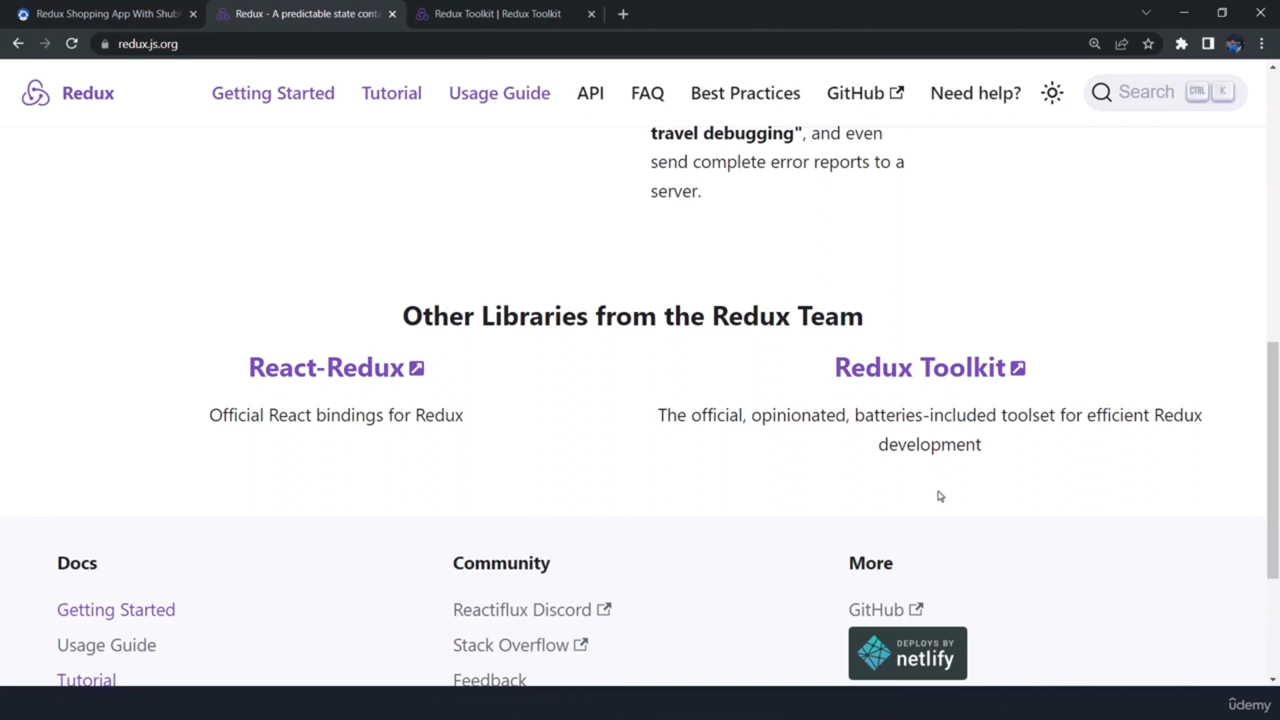 Redux Shopping App With Shubl
Redux - A predictable state conta
Redux Toolkit | Redux Toolkit
redux.js.org
Redux
Getting Started
Tutorial
Usage Guide
API
FAQ
Best Practices
GitHub
Need help?
Search
CTRL
K
travel debugging", and even
send complete error reports to a
server.
Other Libraries from the Redux Team
React-Redux
Official React bindings for Redux
Redux Toolkit
The official, opinionated, batteries-included toolset for efficient Redux
development
Docs
Getting Started
Usage Guide
Tutorial
Community
Reactiflux Discord
Stack Overflow
Feedback
More
GitHub
DEPLOYS BY
netlify
ûdemy